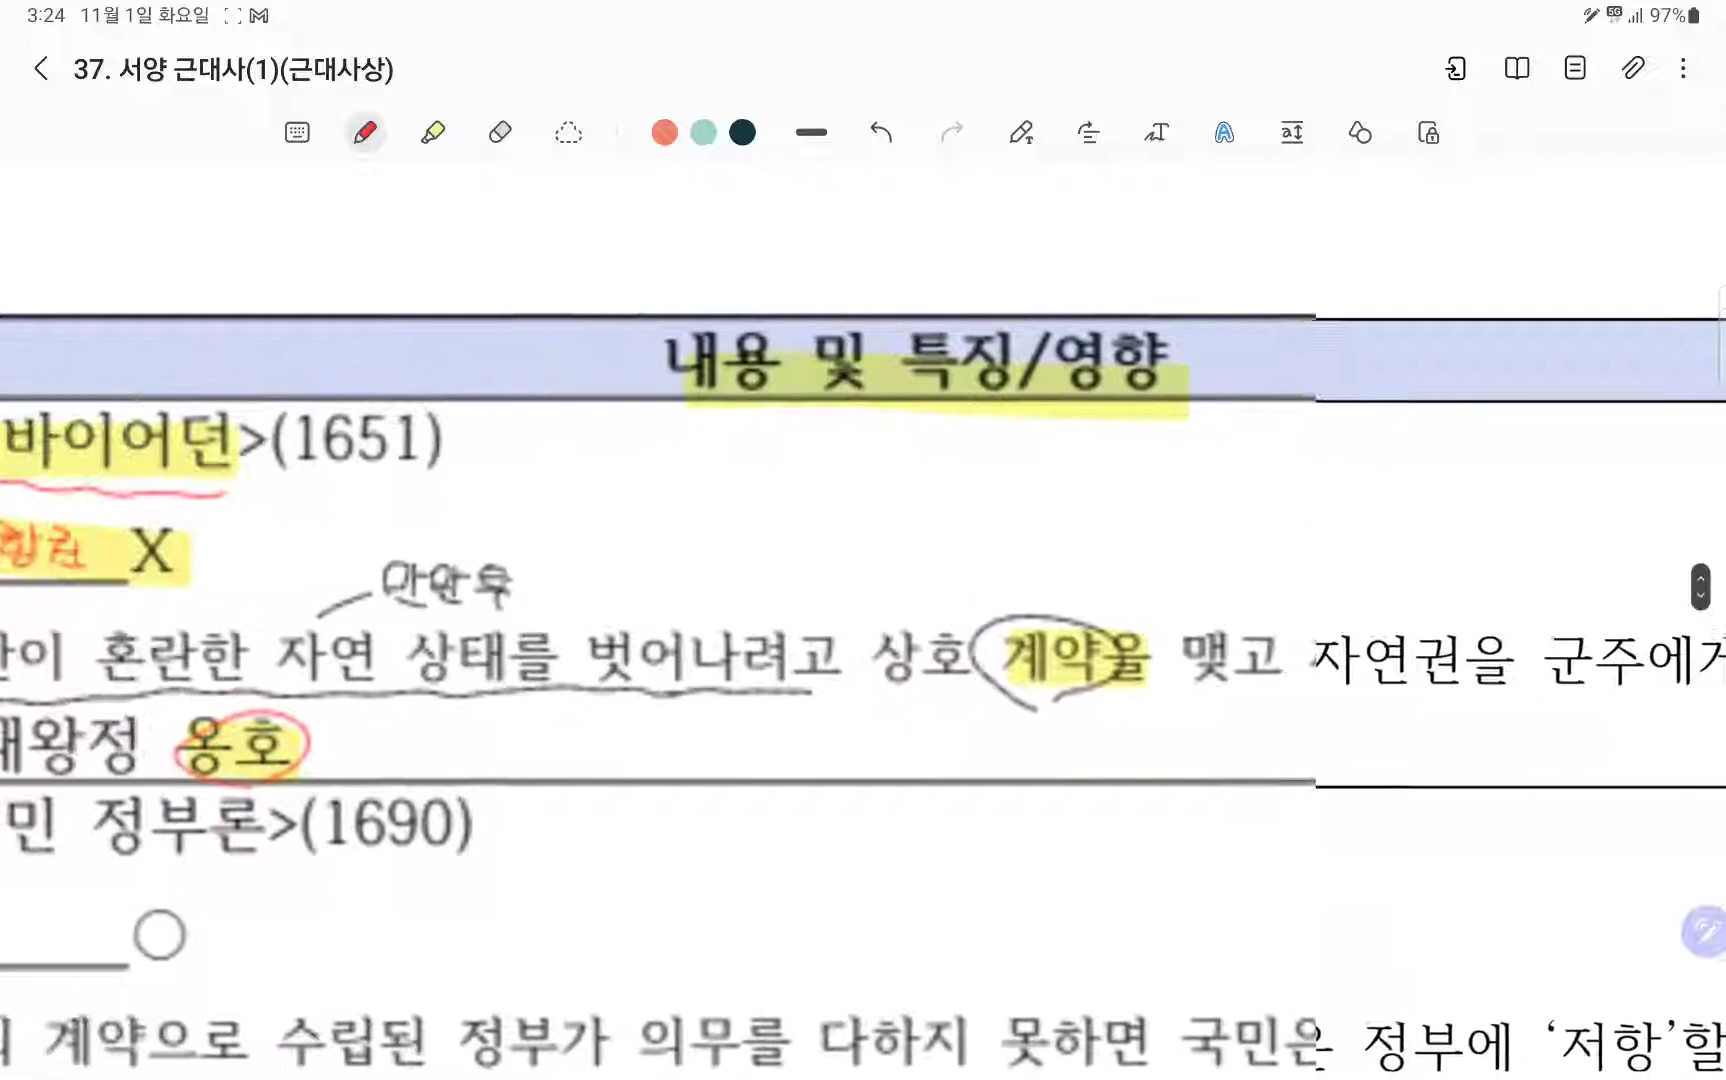 3:24 11월 1일 화요일
97%
37. 서양 근대사(1)(근대사상)
내용 및 특징/영향
바이어던>(1651)
항권 X
만인투
이 혼란한 자연 상태를 벗어나려고 상호 계약을 맺고 자연권을 군주에게
대왕정 옹호
민 정부론>(1690)
계약으로 수립된 정부가 의무를 다하지 못하면 국민은 정부에 ‘저항’할